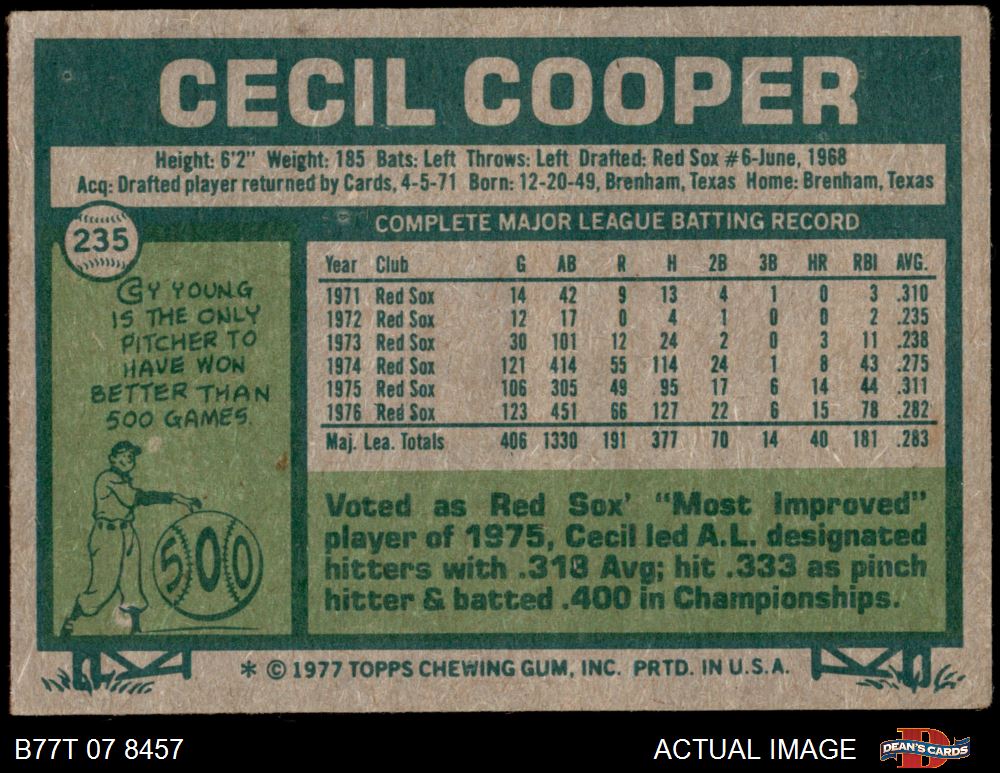 CECIL COOPER
Height: 6'2" Weight: 185 Bats: Left Throws: Left Drafted: Red Sox #6-June, 1968
Acq: Drafted player returned by Cards, 4-5-71 Born: 12-20-49, Brenham, Texas Home: Brenham, Texas
235
COMPLETE MAJOR LEAGUE BATTING RECORD
CY YOUNG
IS THE ONLY
PITCHER TO
HAVE WON
BETTER THAN
500 GAMES.
500
Year Club G AB R H 2B 3B HR RBI AVG.
1971 Red Sox 14 42 9 13 4 1 0 3 .310
1972 Red Sox 12 17 0 4 1 0 0 2 .235
1973 Red Sox 30 101 12 24 2 0 3 11 .238
1974 Red Sox 121 414 55 114 24 1 8 43 .275
1975 Red Sox 106 305 49 95 17 6 14 44 .311
1976 Red Sox 123 451 66 127 22 6 15 78 .282
Maj. Lea. Totals 406 1330 191 377 70 14 40 181 .283
Voted as Red Sox' "Most Improved"
player of 1975, Cecil led A.L. designated
hitters with .318 Avg; hit .333 as pinch
hitter & batted .400 in Championships.
* © 1977 TOPPS CHEWING GUM, INC. PRTD. IN U.S.A.
B77T 07 8457
ACTUAL IMAGE
DEAN'S CARDS